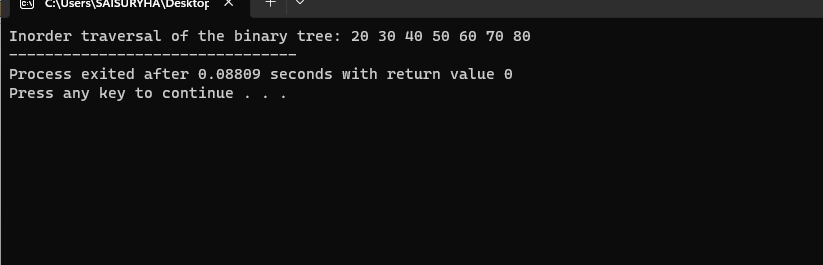 C:\Users\SAISURYHA\Desktop
Inorder traversal of the binary tree: 20 30 40 50 60 70 80
--------------------------------
Process exited after 0.08809 seconds with return value 0
Press any key to continue . . .